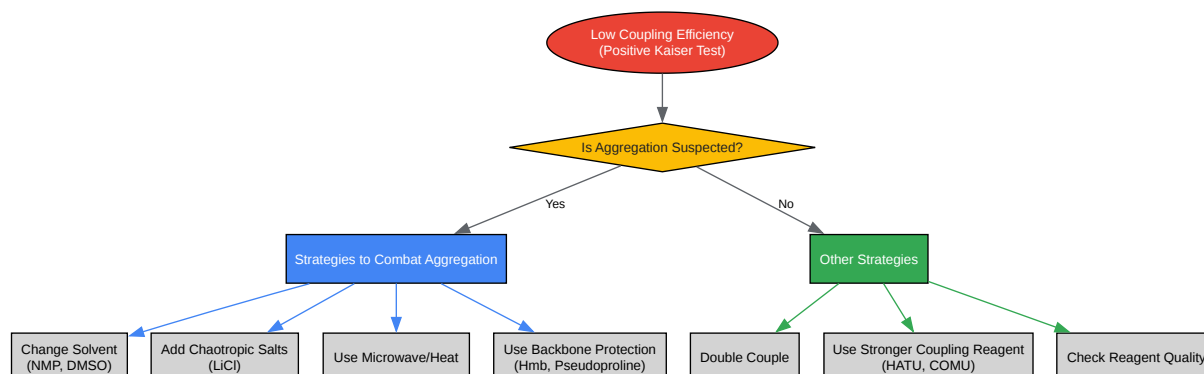 Low Coupling Efficiency
(Positive Kaiser Test)
Is Aggregation Suspected?
Yes
No
Strategies to Combat Aggregation
Other Strategies
Change Solvent
(NMP, DMSO)
Add Chaotropic Salts
(LiCl)
Use Microwave/Heat
Use Backbone Protection
(Hmb, Pseudoproline)
Double Couple
Use Stronger Coupling Reagent
(HATU, COMU)
Check Reagent Quality